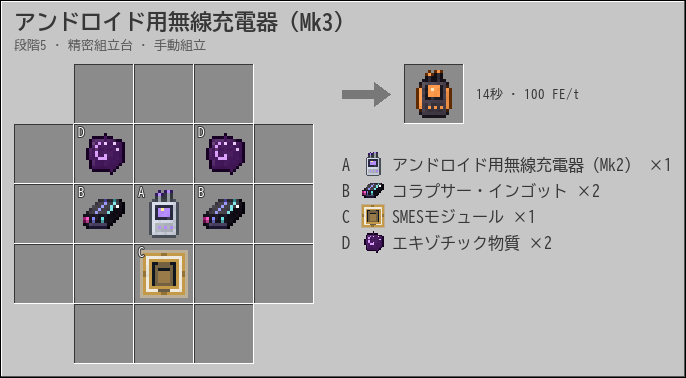 アンドロイド用無線充電器 (Mk3)
段階5 · 精密組立台 · 手動組立
14秒 · 100 FE/t
D
D
B
A
B
C
A アンドロイド用無線充電器 (Mk2) ×1
B コラプサー・インゴット ×2
C SMESモジュール ×1
D エキゾチック物質 ×2